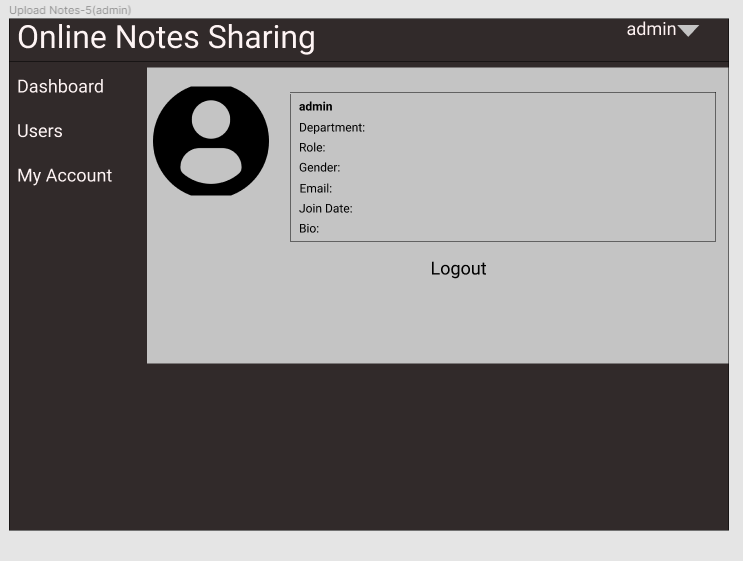 Upload Notes-5(admin)
Online Notes Sharing
admin
Dashboard
Users
My Account
admin
Department:
Role:
Gender:
Email:
Join Date:
Bio:
Logout